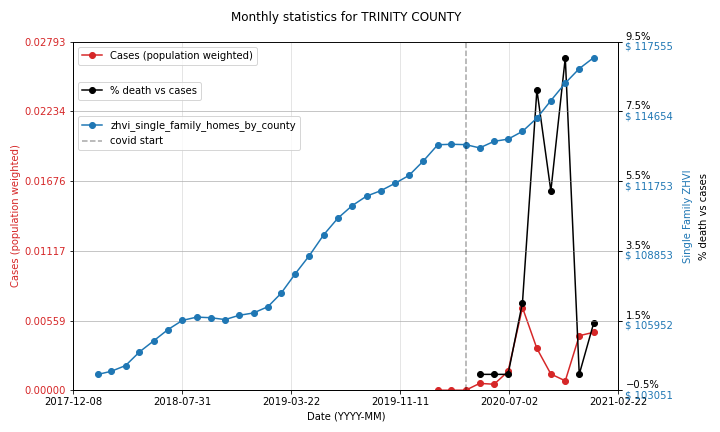 Monthly statistics for TRINITY COUNTY
0.02793
0.02234
0.01676
0.01117
0.00559
0.00000
Cases (population weighted)
Cases (population weighted)
% death vs cases
zhvi_single_family_homes_by_county
covid start
9.5%
$ 117555
7.5%
$ 114654
5.5%
$ 111753
3.5%
$ 108853
1.5%
$ 105952
−0.5%
$ 103051
Single Family ZHVI
% death vs cases
2017-12-08
2018-07-31
2019-03-22
2019-11-11
2020-07-02
2021-02-22
Date (YYYY-MM)